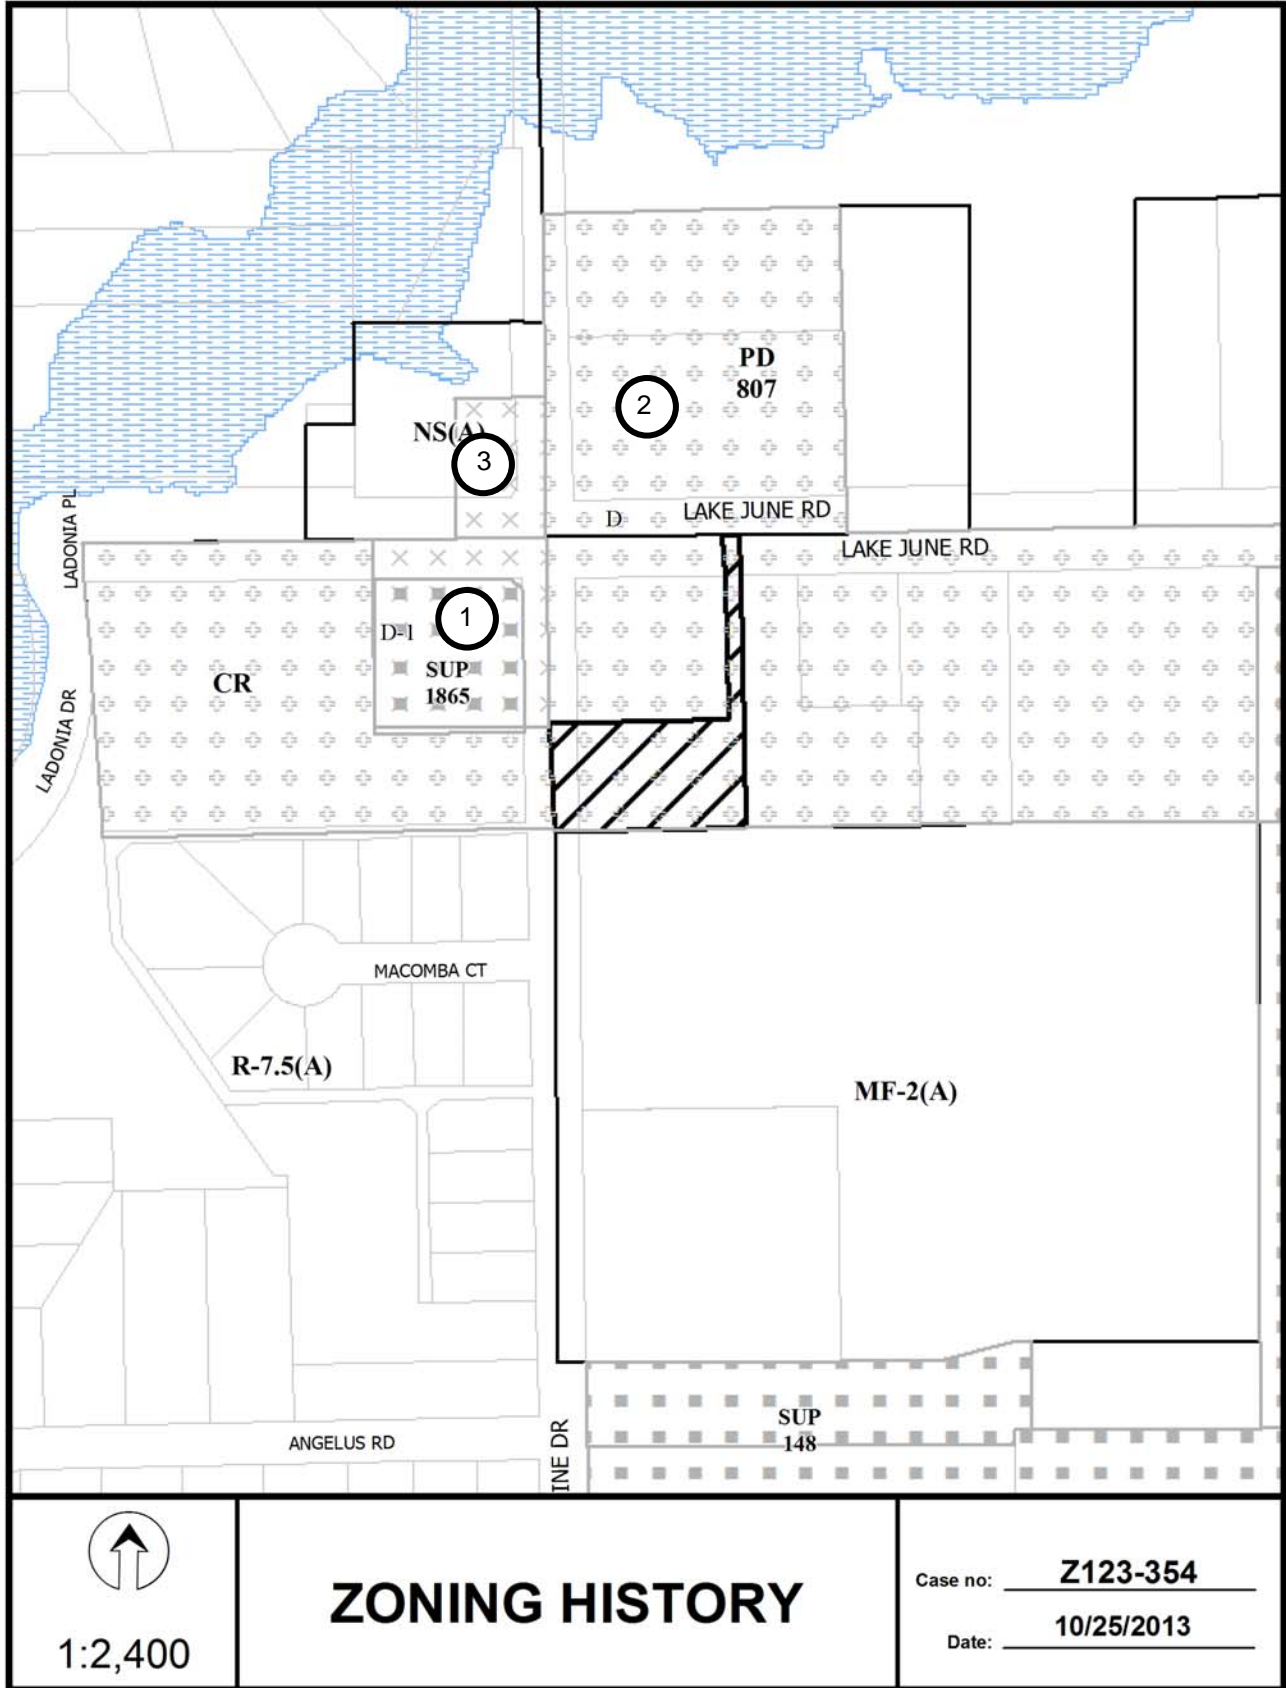 PD
807
2
NS(A)
3
LADONIA PL
D
LAKE JUNE RD
LAKE JUNE RD
1
D-1
SUP
1865
CR
LADONIA DR
MACOMBA CT
R-7.5(A)
MF-2(A)
SUP
148
ANGELUS RD
INE DR
1:2,400
ZONING HISTORY
Case no: Z123-354
Date: 10/25/2013